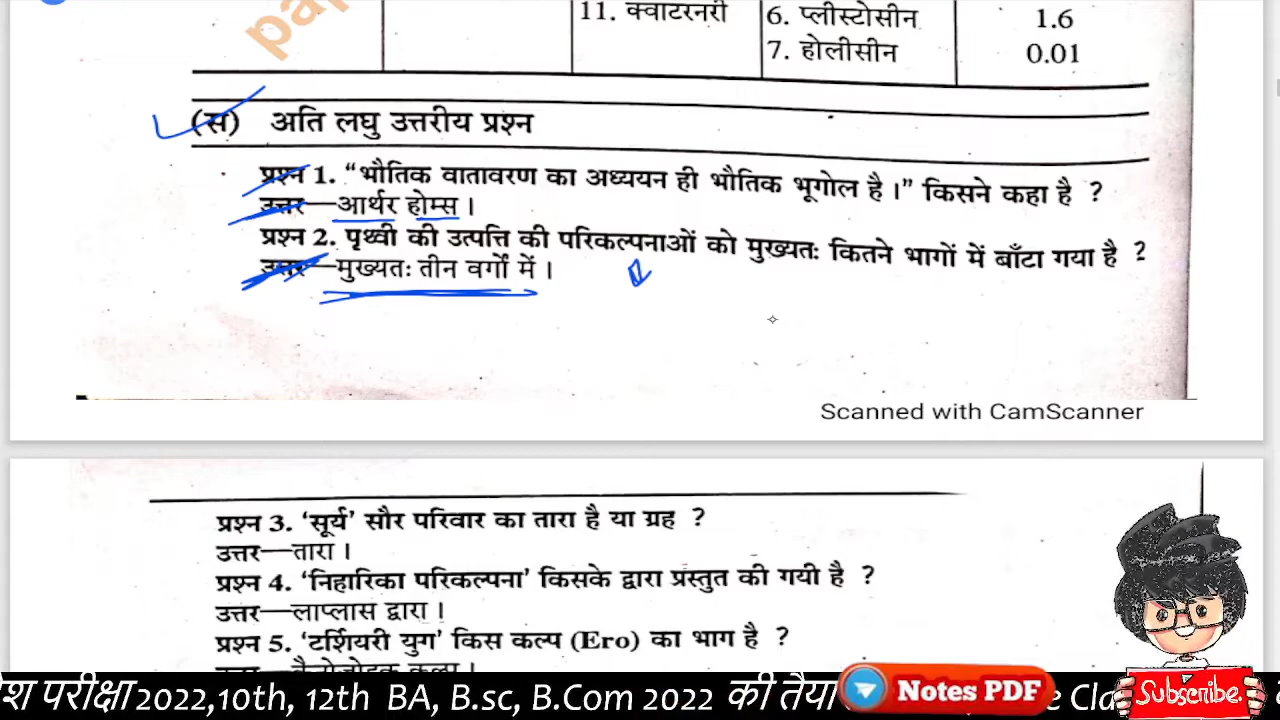 11. क्वाटरनरी 6. प्लीस्टोसीन 1.6
7. होलीसीन 0.01
(स) अति लघु उत्तरीय प्रश्न
प्रश्न 1. “भौतिक वातावरण का अध्ययन ही भौतिक भूगोल है।” किसने कहा है ?
उत्तर—आर्थर होम्स।
प्रश्न 2. पृथ्वी की उत्पत्ति की परिकल्पनाओं को मुख्यतः कितने भागों में बाँटा गया है ?
उत्तर—मुख्यतः तीन वर्गों में।
Scanned with CamScanner
प्रश्न 3. ‘सूर्य’ सौर परिवार का तारा है या ग्रह ?
उत्तर—तारा।
प्रश्न 4. ‘निहारिका परिकल्पना’ किसके द्वारा प्रस्तुत की गयी है ?
उत्तर—लाप्लास द्वारा।
प्रश्न 5. ‘टर्शियरी युग’ किस कल्प (Ero) का भाग है ?
परीक्षा 2022,10th, 12th BA, B.sc, B.Com 2022 की
Notes PDF
Subscribe.